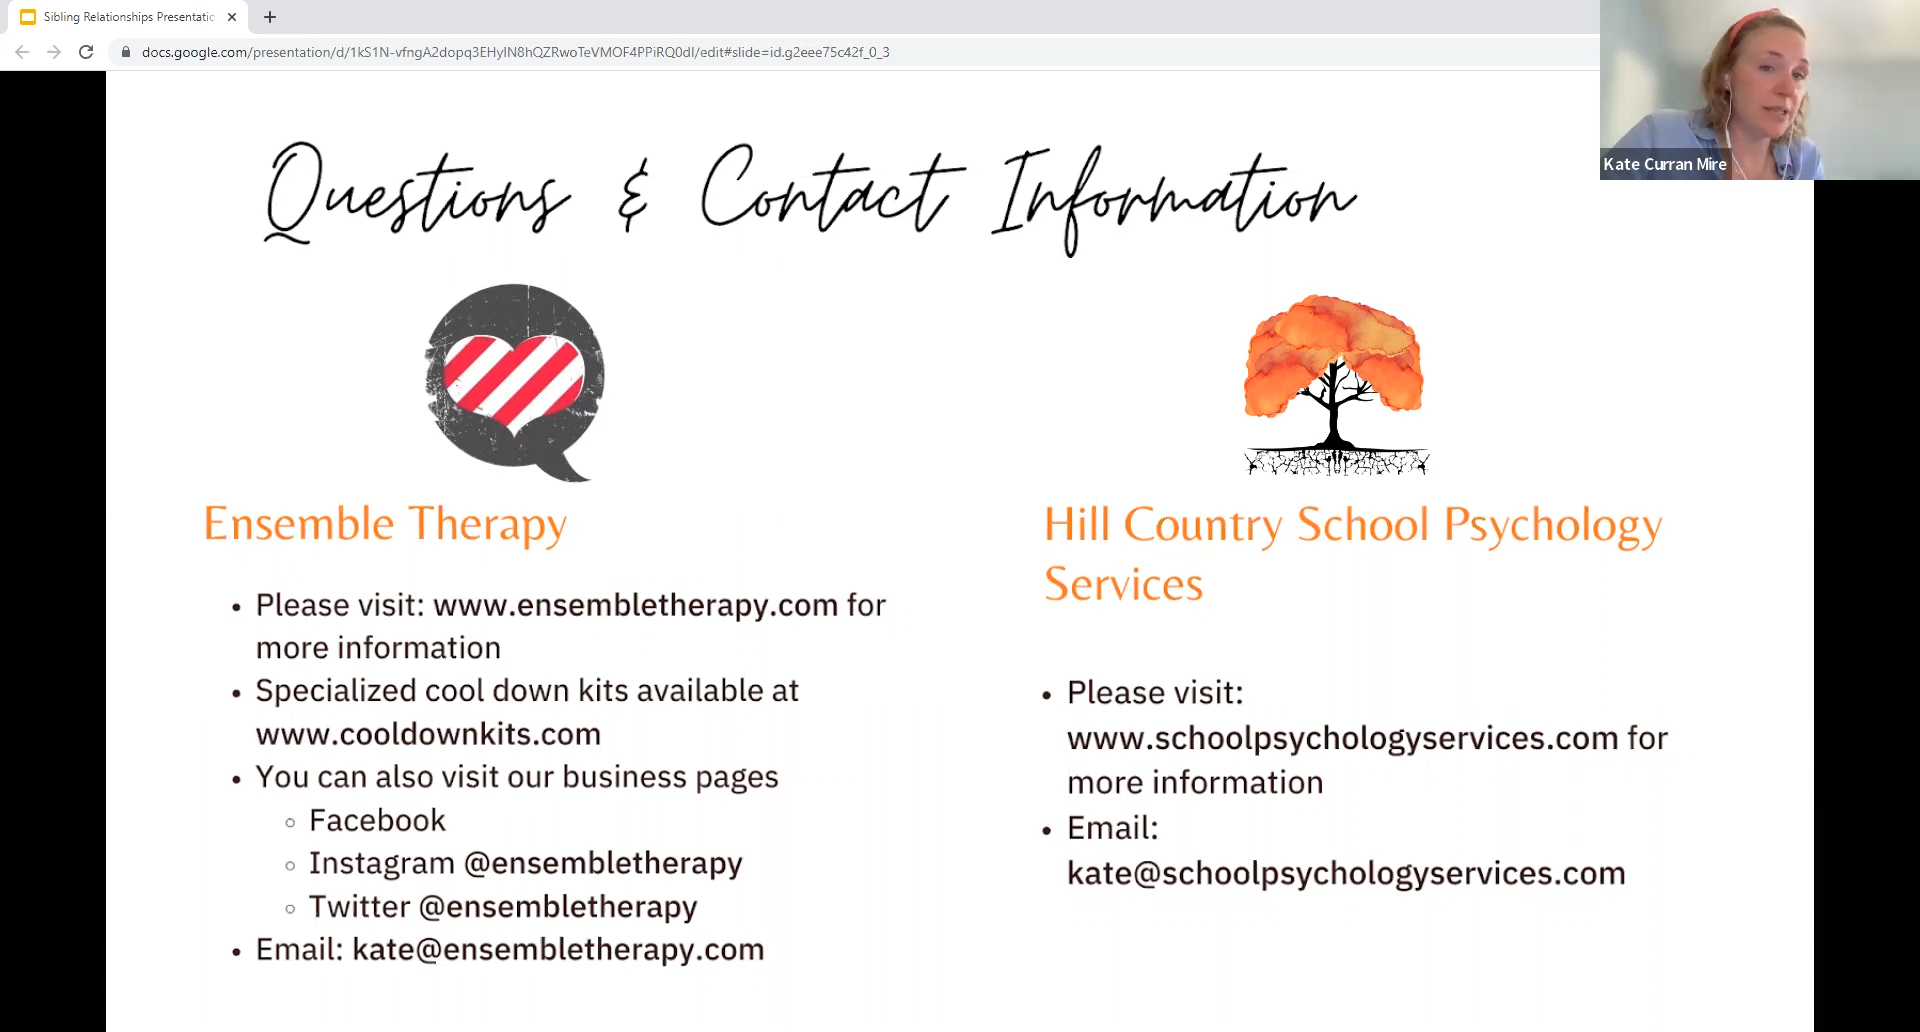 Sibling Relationships Presentatio
docs.google.com/presentation/d/1kS1N-vfngA2dopq3EHyIN8hQZRwoTeVMOF4PPiRQ0dI/edit#slide=id.g2eee75c42f_0_3
Kate Curran Mire
Questions & Contact Information
Ensemble Therapy
• Please visit: www.ensembletherapy.com for
more information
• Specialized cool down kits available at
www.cooldownkits.com
• You can also visit our business pages
○ Facebook
○ Instagram @ensembletherapy
○ Twitter @ensembletherapy
• Email: kate@ensembletherapy.com
Hill Country School Psychology
Services
• Please visit:
www.schoolpsychologyservices.com for
more information
• Email:
kate@schoolpsychologyservices.com